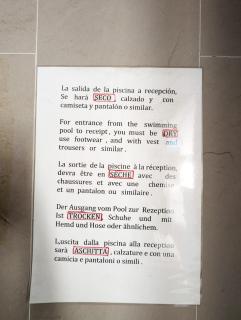 La salida de la piscina a recepción,
Se hará SECO, calzado y con
camiseta y pantalón o similar.
For entrance from the swimming
pool to receipt, you must be DRY
use footwear, and with vest and
trousers or similar.
La sortie de la piscine à la réception,
devra être en SÈCHE avec des
chaussures et avec une chemise
et un pantalon ou similaire.
Der Ausgang vom Pool zur Rezeption
Ist TROCKEN, Schuhe und mit
Hemd und Hose oder ähnlichem.
L,uscita dalla piscina alla reception
sarà ASCIUTTA, calzature e con una
camicia e pantaloni o simili.